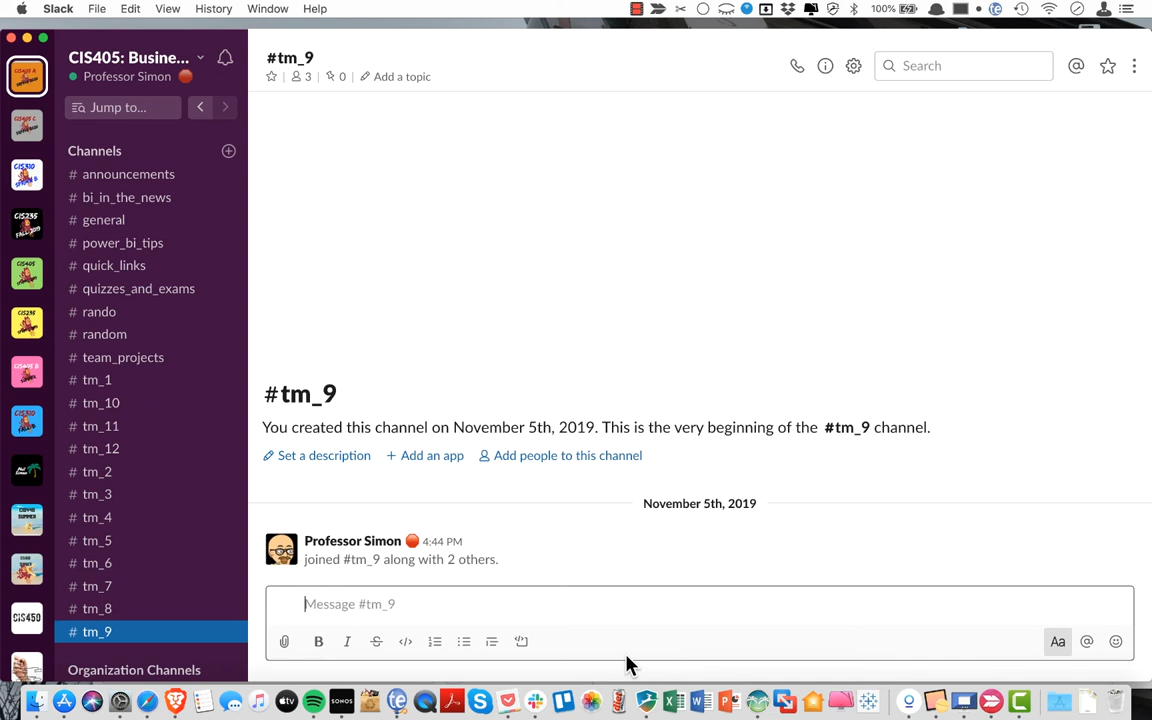 Slack File Edit View History Window Help 100%
CIS405: Busine...
Professor Simon
Jump to...
Channels
# announcements
# bi_in_the_news
# general
# power_bi_tips
# quick_links
# quizzes_and_exams
# rando
# random
# team_projects
# tm_1
# tm_10
# tm_11
# tm_12
# tm_2
# tm_3
# tm_4
# tm_5
# tm_6
# tm_7
# tm_8
# tm_9
Organization Channels
#tm_9
3 | 0 | Add a topic
Search
#tm_9
You created this channel on November 5th, 2019. This is the very beginning of the #tm_9 channel.
Set a description + Add an app Add people to this channel
November 5th, 2019
Professor Simon 4:44 PM
joined #tm_9 along with 2 others.
Message #tm_9
B I S </> Aa @
CIS450
SONOS